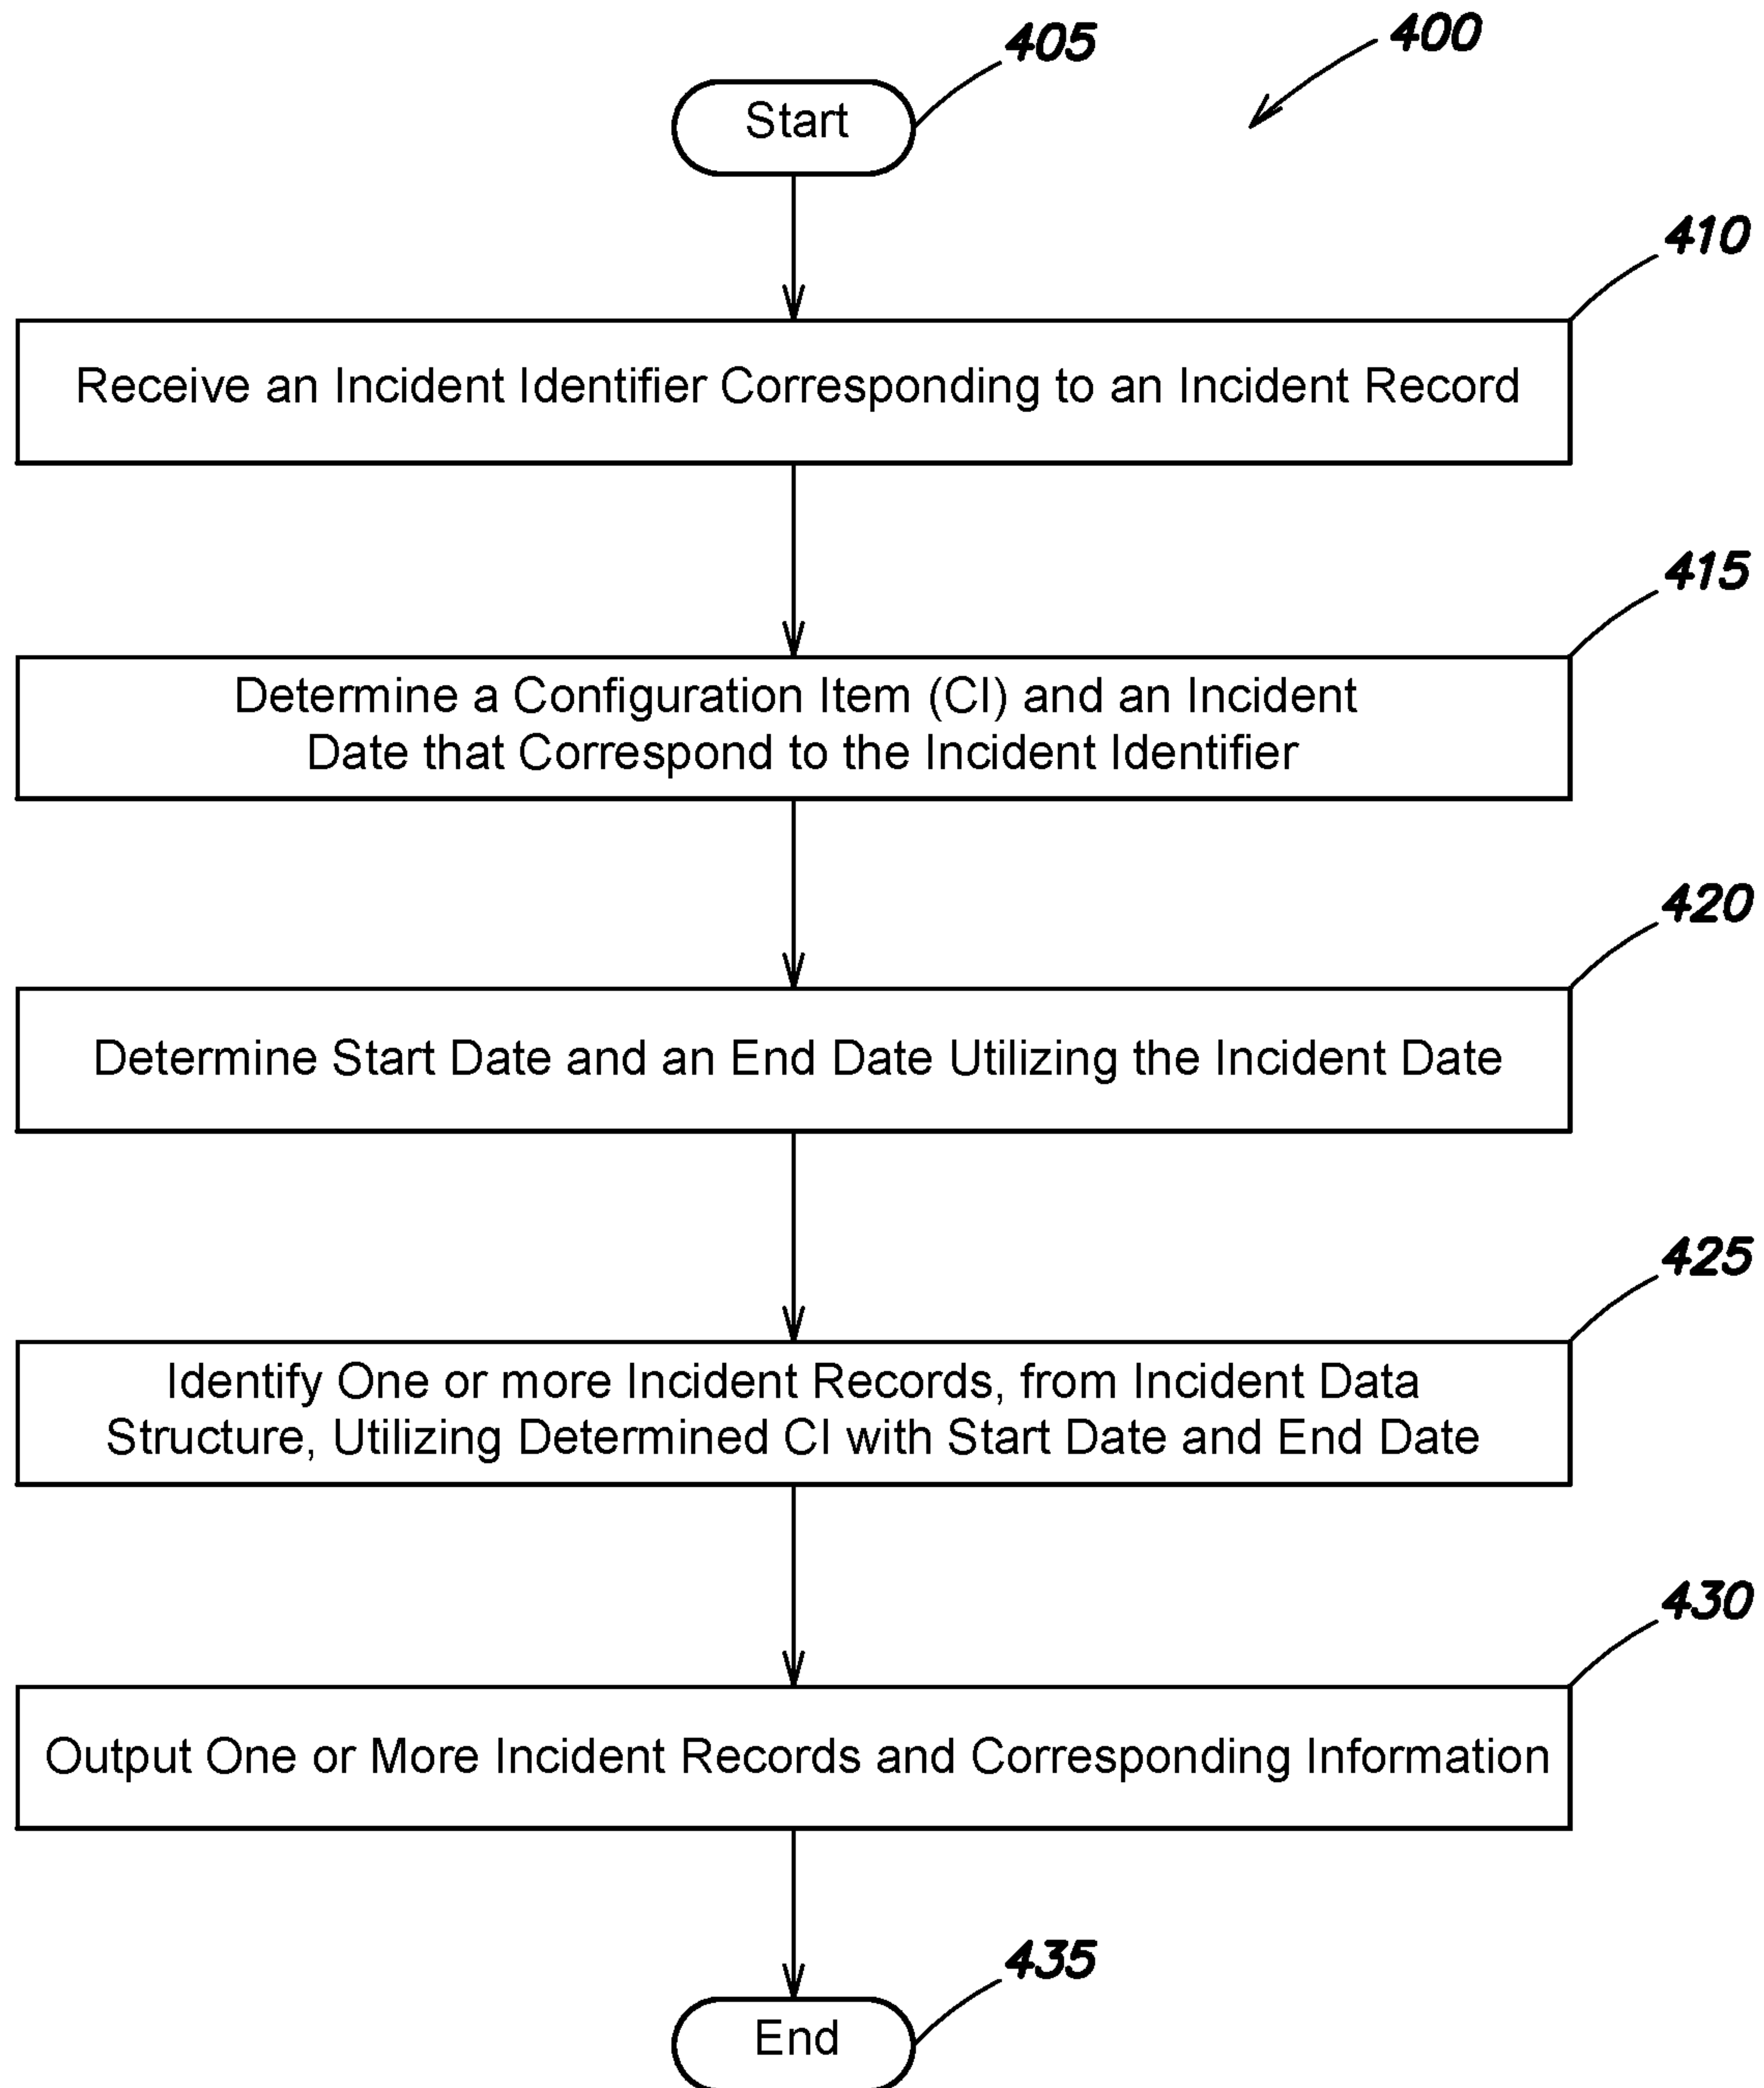 405
400
Start
410
Receive an Incident Identifier Corresponding to an Incident Record
415
Determine a Configuration Item (CI) and an Incident
Date that Correspond to the Incident Identifier
420
Determine Start Date and an End Date Utilizing the Incident Date
425
Identify One or more Incident Records, from Incident Data
Structure, Utilizing Determined CI with Start Date and End Date
430
Output One or More Incident Records and Corresponding Information
435
End